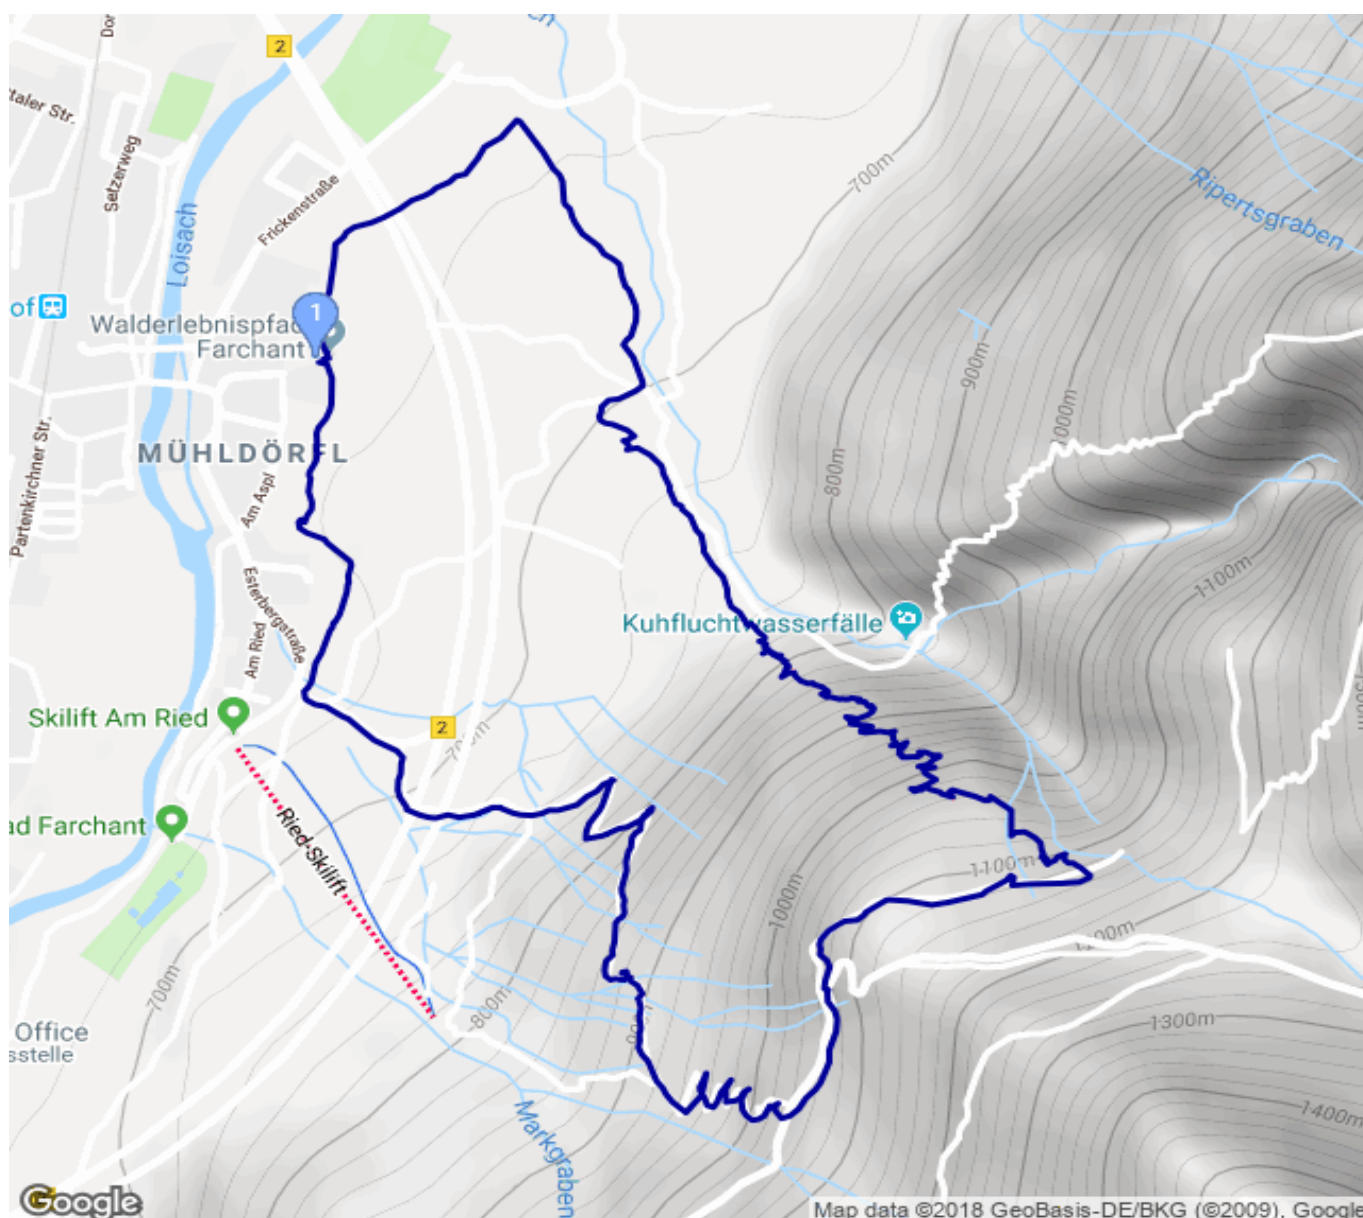 2
taler Str.
Setzerweg
Loisach
Frickenstraße
700m
Ripertsgraben
of
1
Walderlebnispfad
Farchant
900m
1000m
MÜHLDÖRFL
800m
Partenkirchner Str.
Am Aspl
1100m
Esterbergstraße
Kuhfluchtwasserfälle
Am Ried
Skilift Am Ried
2
Ried-Skilift
ad Farchant
1100m
1000m
700m
Office
sstelle
800m
900m
1300m
Markgraben
1400m
Google
Map data ©2018 GeoBasis-DE/BKG (©2009), Google